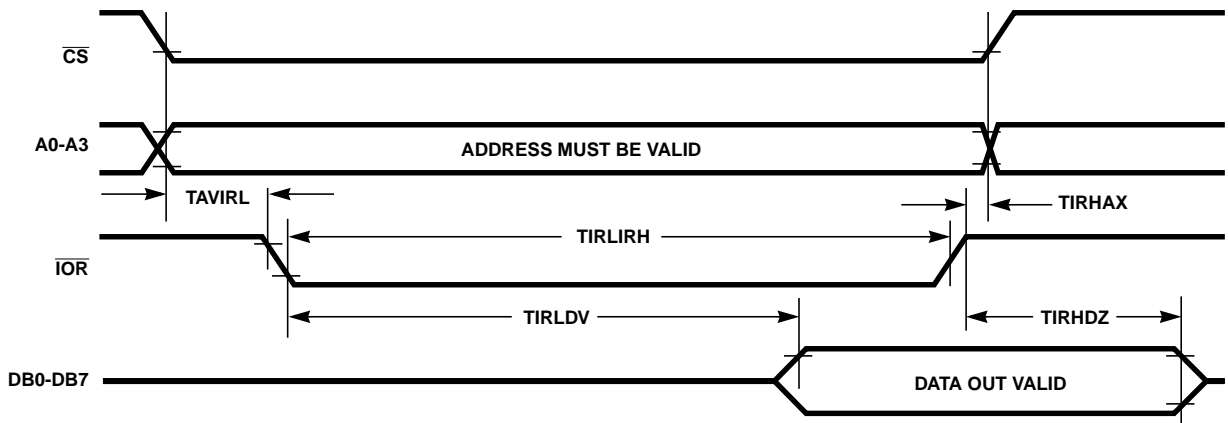 CS
A0-A3
ADDRESS MUST BE VALID
TAVIRL
TIRHAX
TIRLIRH
IOR
TIRLDV
TIRHDZ
DB0-DB7
DATA OUT VALID